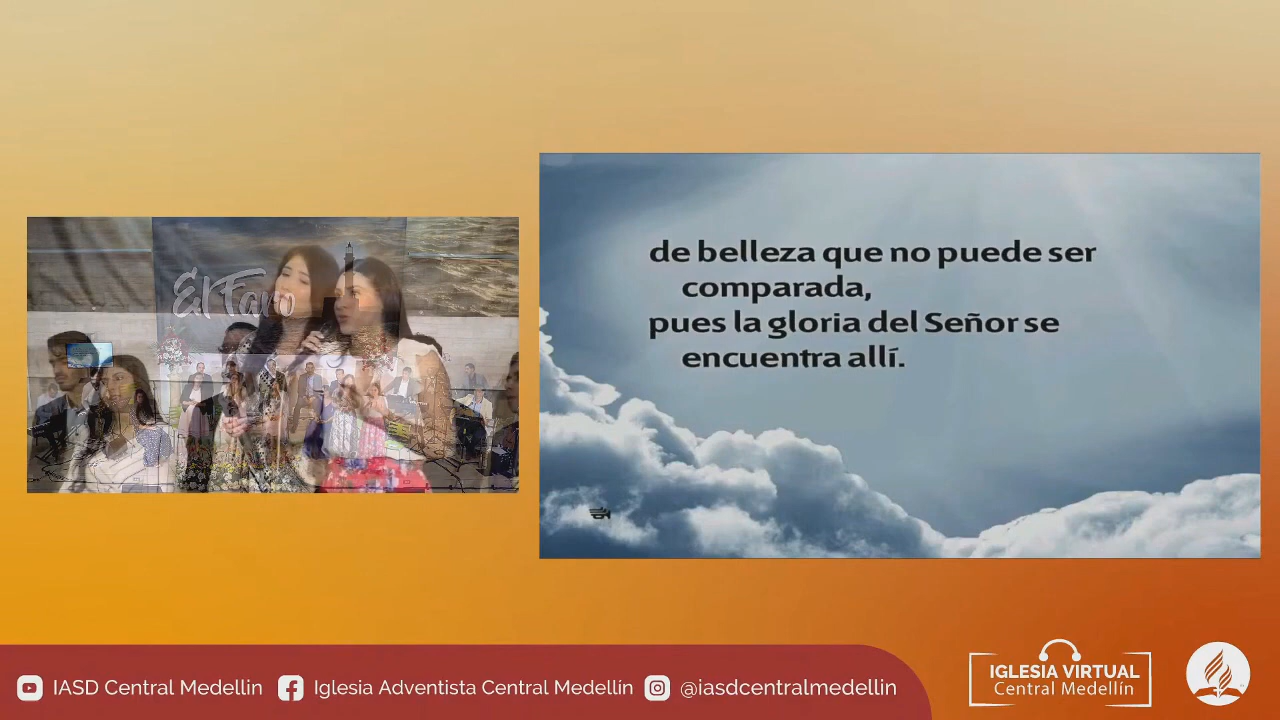 El Faro
de belleza que no puede ser
comparada,
pues la gloria del Señor se
encuentra allí.
IASD Central Medellin
Iglesia Adventista Central Medellín
@iasdcentralmedellin
IGLESIA VIRTUAL
Central Medellín